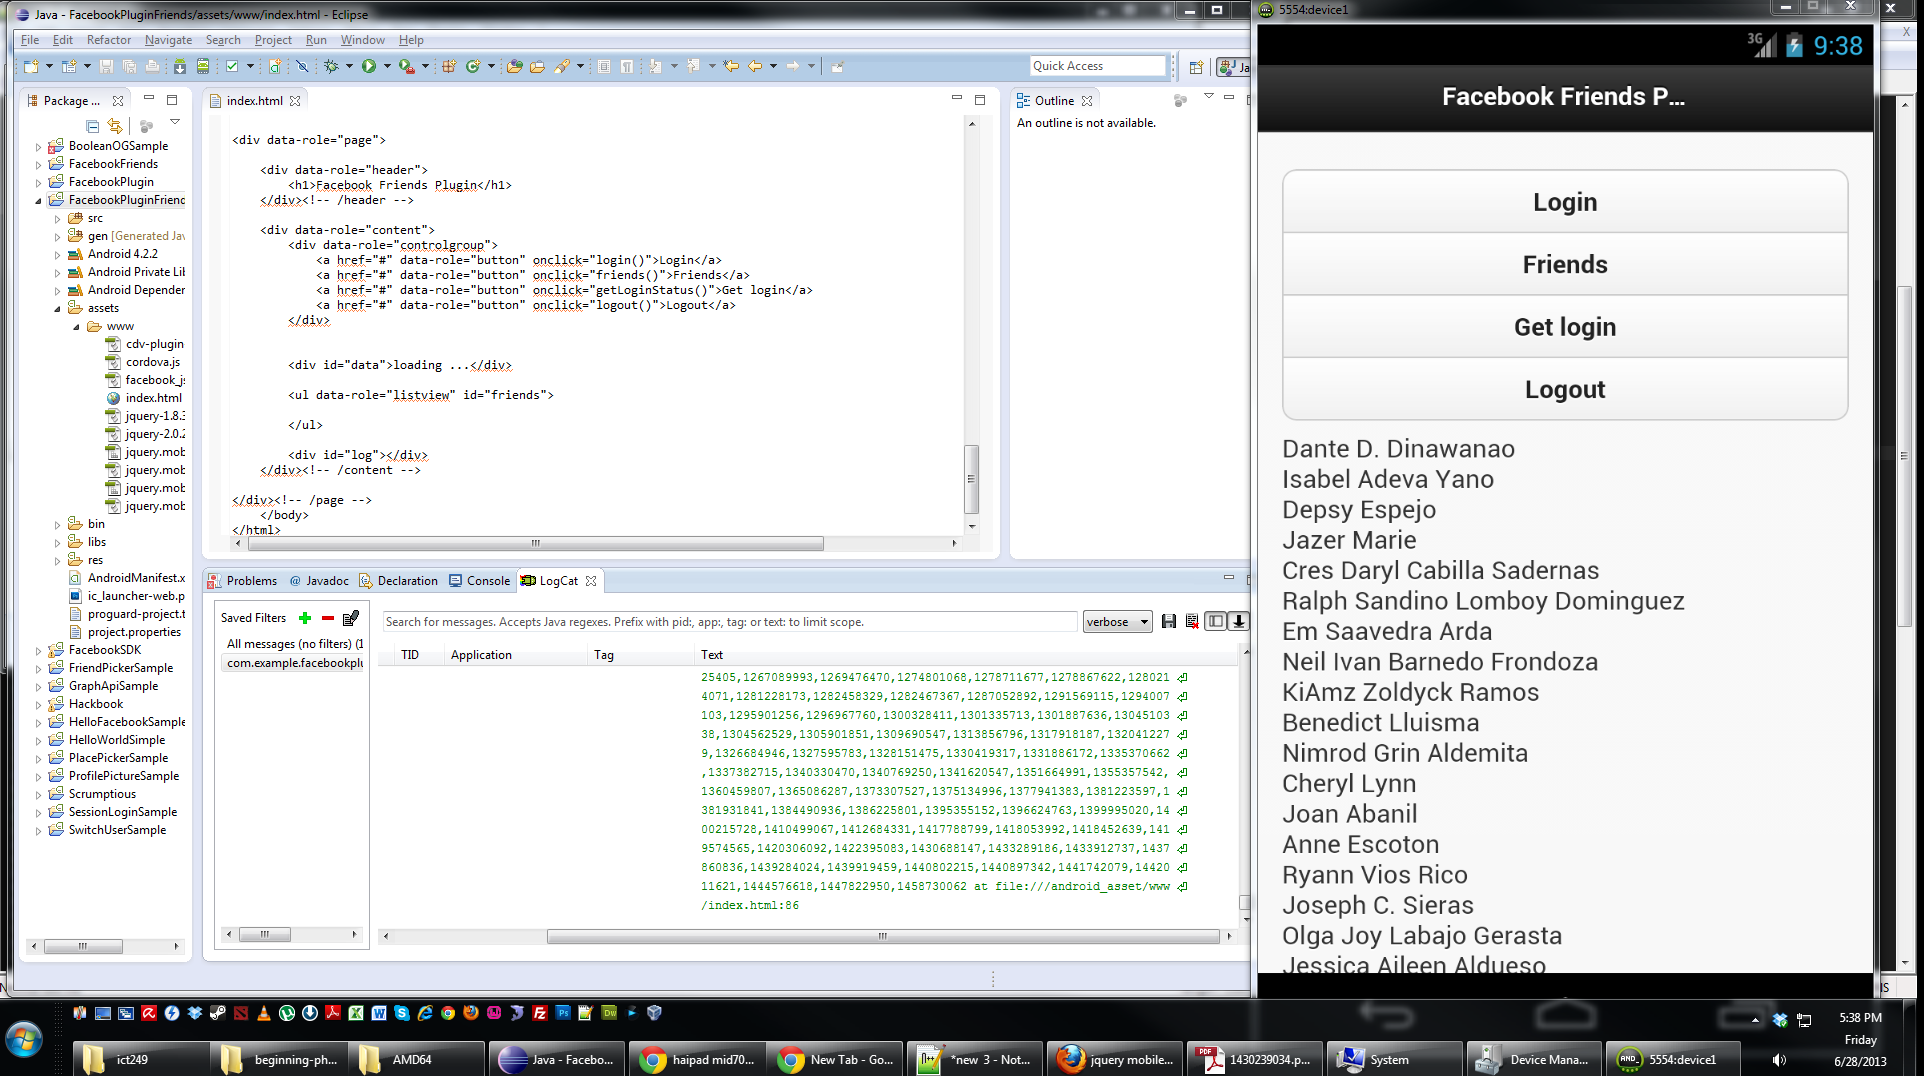 Java - FacebookPluginFriends/assets/www/index.html - Eclipse
File Edit Refactor Navigate Search Project Run Window Help
Quick Access
Ja
Package ...
BooleanOGSample
FacebookFriends
FacebookPlugin
FacebookPluginFriend
src
gen [Generated Jav
Android 4.2.2
Android Private Lib
Android Depender
assets
www
cdv-plugin
cordova.js
facebook_js
index.html
jquery-1.8.3
jquery-2.0.2
jquery.mob
jquery.mob
jquery.mob
jquery.mob
bin
libs
res
AndroidManifest.x
ic_launcher-web.p
proguard-project.t
project.properties
FacebookSDK
FriendPickerSample
GraphApiSample
Hackbook
HelloFacebookSample
HelloWorldSimple
PlacePickerSample
ProfilePictureSample
Scrumptious
SessionLoginSample
SwitchUserSample
index.html
<div data-role="page">
<div data-role="header">
<h1>Facebook Friends Plugin</h1>
</div><!-- /header -->
<div data-role="content">
<div data-role="controlgroup">
<a href="#" data-role="button" onclick="login()">Login</a>
<a href="#" data-role="button" onclick="friends()">Friends</a>
<a href="#" data-role="button" onclick="getLoginStatus()">Get login</a>
<a href="#" data-role="button" onclick="logout()">Logout</a>
</div>
<div id="data">loading ...</div>
<ul data-role="listview" id="friends">
</ul>
<div id="log"></div>
</div><!-- /content -->
</div><!-- /page -->
</body>
</html>
Outline
An outline is not available.
Problems @ Javadoc Declaration Console LogCat
Saved Filters
All messages (no filters) (1
com.example.facebookplu
Search for messages. Accepts Java regexes. Prefix with pid:, app:, tag: or text: to limit scope.
verbose
TID Application Tag Text
25405,1267089993,1269476470,1274801068,1278711677,1278867622,128021
4071,1281228173,1282458329,1282467367,1287052892,1291569115,1294007
103,1295901256,1296967760,1300328411,1301335713,1301887636,13045103
38,1304562529,1305901851,1309690547,1313856796,1317918187,132041227
9,1326684946,1327595783,1328151475,1330419317,1331886172,1335370662
,1337382715,1340330470,1340769250,1341620547,1351664991,1355357542,
1360459807,1365086287,1373307527,1375134996,1377941383,1381223597,1
381931841,1384490936,1386225801,1395355152,1396624763,1399995020,14
00215728,1410499067,1412684331,1417788799,1418053992,1418452639,141
9574565,1420306092,1422395083,1430688147,1433289186,1433912737,1437
860836,1439284024,1439919459,1440802215,1440897342,1441742079,14420
11621,1444576618,1447822950,1458730062 at file:///android_asset/www
/index.html:86
5554:device1
3G 9:38
Facebook Friends P...
Login
Friends
Get login
Logout
Dante D. Dinawanao
Isabel Adeva Yano
Depsy Espejo
Jazer Marie
Cres Daryl Cabilla Sadernas
Ralph Sandino Lomboy Dominguez
Em Saavedra Arda
Neil Ivan Barnedo Frondoza
KiAmz Zoldyck Ramos
Benedict Lluisma
Nimrod Grin Aldemita
Cheryl Lynn
Joan Abanil
Anne Escoton
Ryann Vios Rico
Joseph C. Sieras
Olga Joy Labajo Gerasta
Jessica Aileen Aldueso
ict249
beginning-ph...
AMD64
Java - Facebo...
haipad mid70...
New Tab - Go...
*new 3 - Not...
jquery mobile...
1430239034.p...
System
Device Mana...
5554:device1
5:38 PM
Friday
6/28/2013